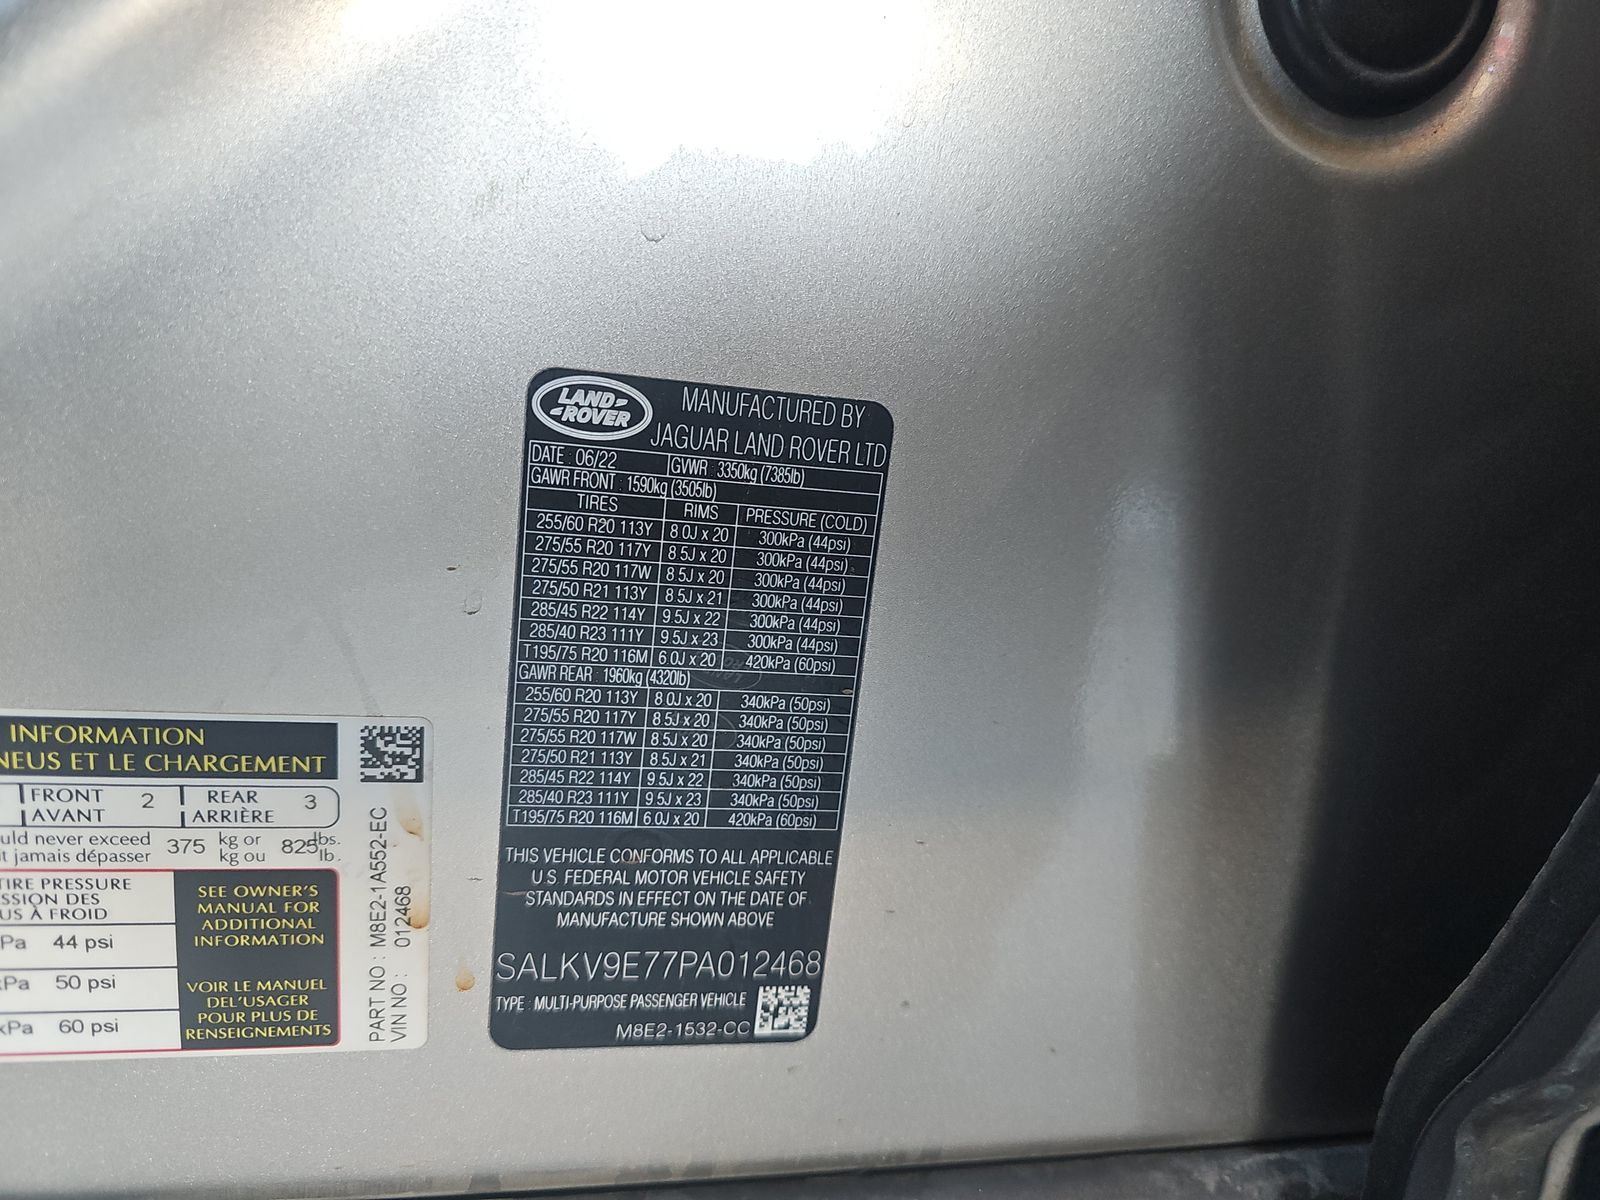 LAND-
-ROVER
MANUFACTURED BY
JAGUAR LAND ROVER LTD
DATE : 06/22 GVWR : 3350kg (7385lb)
GAWR FRONT : 1590kg (3505lb)
TIRES RIMS PRESSURE (COLD)
255/60 R20 113Y 8.0J x 20 300kPa (44psi)
275/55 R20 117Y 8.5J x 20 300kPa (44psi)
275/55 R20 117W 8.5J x 20 300kPa (44psi)
275/50 R21 113Y 8.5J x 21 300kPa (44psi)
285/45 R22 114Y 9.5J x 22 300kPa (44psi)
285/40 R23 111Y 9.5J x 23 300kPa (44psi)
T195/75 R20 116M 6.0J x 20 420kPa (60psi)
GAWR REAR : 1960kg (4320lb)
255/60 R20 113Y 8.0J x 20 340kPa (50psi)
275/55 R20 117Y 8.5J x 20 340kPa (50psi)
275/55 R20 117W 8.5J x 20 340kPa (50psi)
275/50 R21 113Y 8.5J x 21 340kPa (50psi)
285/45 R22 114Y 9.5J x 22 340kPa (50psi)
285/40 R23 111Y 9.5J x 23 340kPa (50psi)
T195/75 R20 116M 6.0J x 20 420kPa (60psi)
THIS VEHICLE CONFORMS TO ALL APPLICABLE
U.S. FEDERAL MOTOR VEHICLE SAFETY
STANDARDS IN EFFECT ON THE DATE OF
MANUFACTURE SHOWN ABOVE
SALKV9E77PA012468
TYPE : MULTI-PURPOSE PASSENGER VEHICLE
M8E2-1532-CC
INFORMATION
NEUS ET LE CHARGEMENT
FRONT 2 REAR 3
AVANT ARRIÈRE
uld never exceed 375 kg or 825 lbs.
it jamais dépasser kg ou lb.
TIRE PRESSURE
SSION DES
US À FROID
Pa 44 psi
kPa 50 psi
kPa 60 psi
SEE OWNER'S
MANUAL FOR
ADDITIONAL
INFORMATION
VOIR LE MANUEL
DEL'USAGER
POUR PLUS DE
RENSEIGNEMENTS
PART NO : M8E2-1A552-EC
VIN NO : 012468